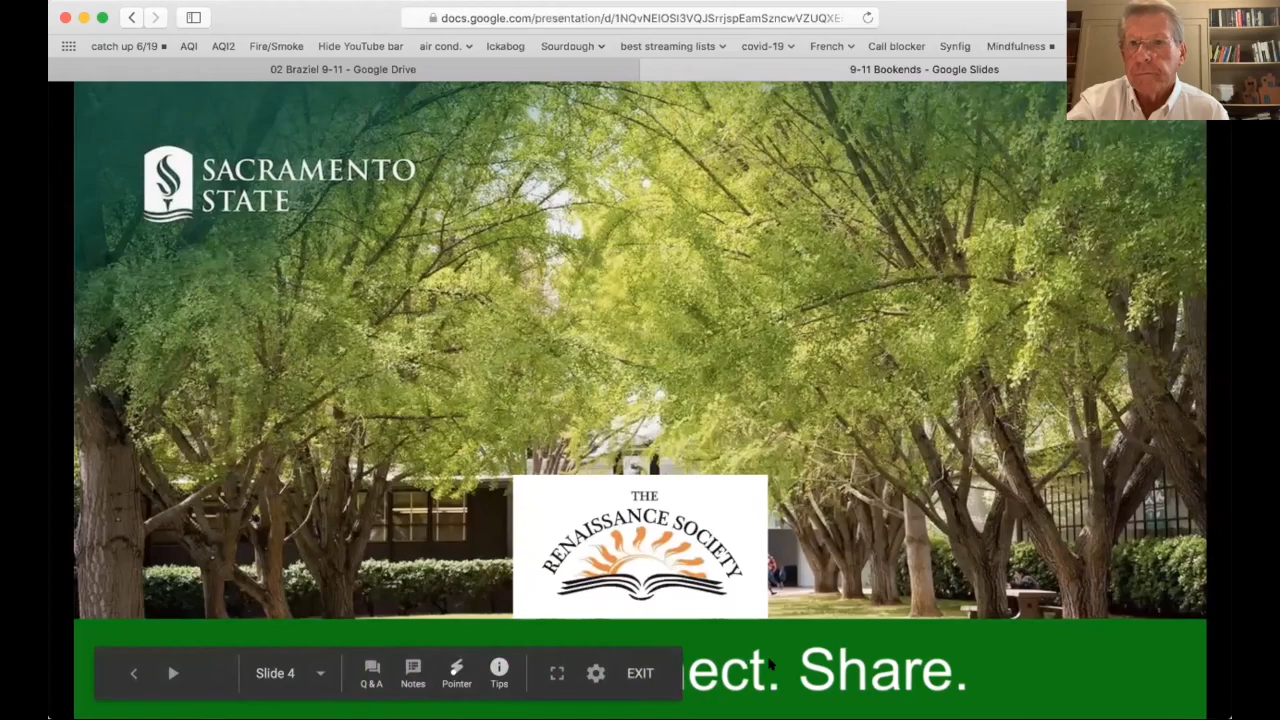 docs.google.com/presentation/d/1NQvNEIOSI3VQJSrrjspEamSzncwVZUQXE
catch up 6/19 AQI AQI2 Fire/Smoke Hide YouTube bar air cond. Ickabog Sourdough best streaming lists covid-19 French Call blocker Synfig Mindfulness
02 Braziel 9-11 - Google Drive 9-11 Bookends - Google Slides
SACRAMENTO
STATE
THE
RENAISSANCE SOCIETY
ect. Share.
Slide 4 Q & A Notes Pointer Tips EXIT